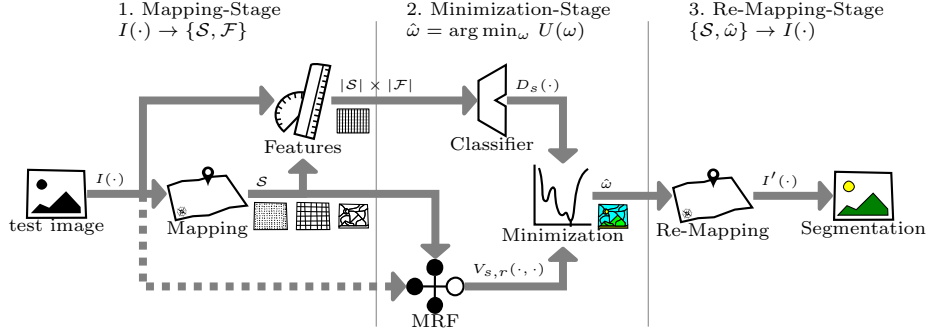 1. Mapping-Stage
I(·) → {𝒮, ℱ}
2. Minimization-Stage
ω̂ = arg min_ω U(ω)
3. Re-Mapping-Stage
{𝒮, ω̂} → I(·)
|𝒮| × |ℱ|
D_s(·)
Features
Classifier
I(·)
𝒮
ω̂
I′(·)
test image
Mapping
Minimization
Re-Mapping
Segmentation
V_{s,r}(·, ·)
MRF